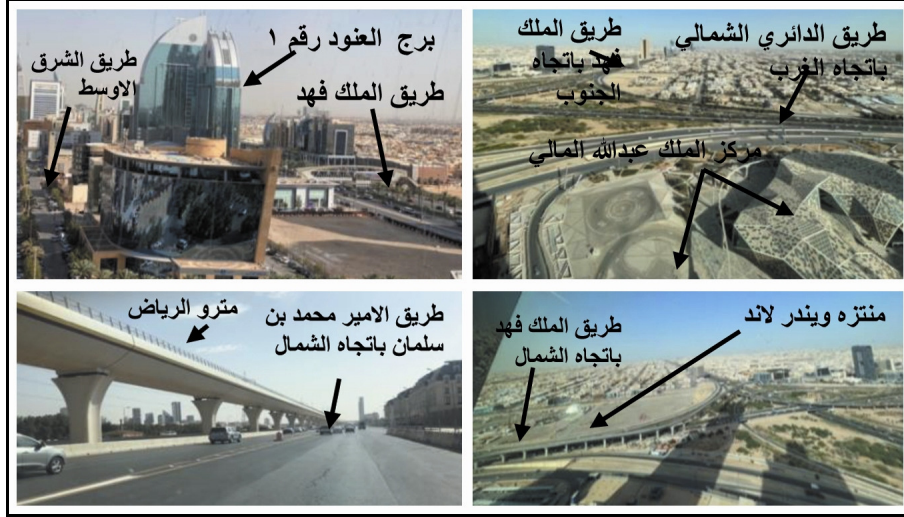 برج العنود رقم ١
طريق الشرق
الاوسط
طريق الملك فهد
طريق الدائري الشمالي
باتجاه الغرب
طريق الملك
فهد باتجاه
الجنوب
مركز الملك عبدالله المالي
مترو الرياض
طريق الامير محمد بن
سلمان باتجاه الشمال
منتزه ويندر لاند
طريق الملك فهد
باتجاه الشمال